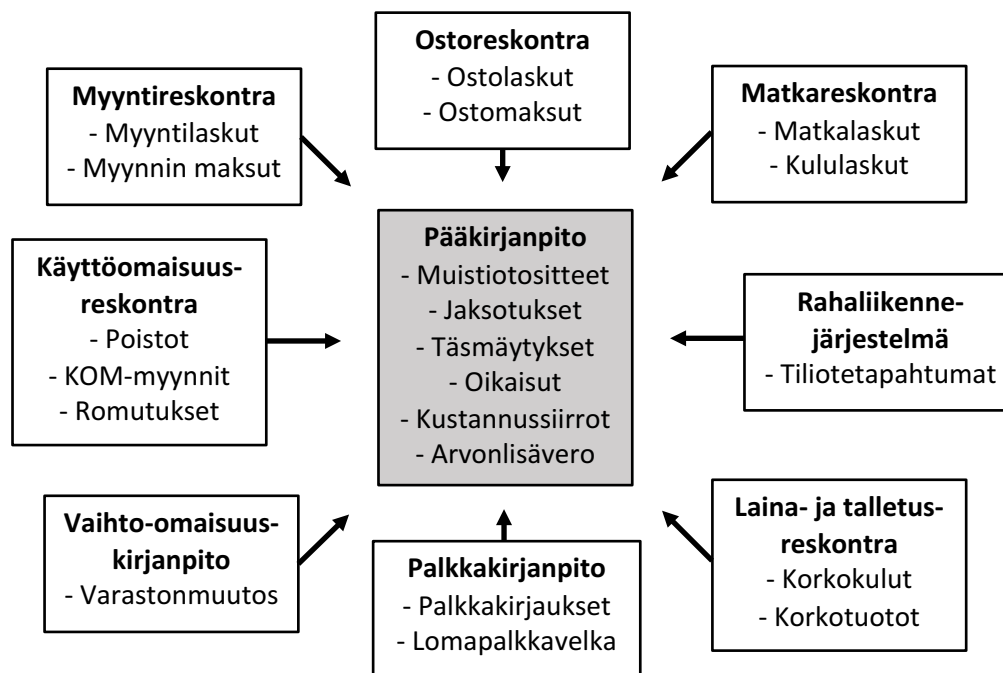 Ostoreskontra
- Ostolaskut
- Ostomaksut
Myyntireskontra
- Myyntilaskut
- Myynnin maksut
Matkareskontra
- Matkalaskut
- Kululaskut
Pääkirjanpito
- Muistiotositteet
- Jaksotukset
- Täsmäytykset
- Oikaisut
- Kustannussiirrot
- Arvonlisävero
Käyttöomaisuus-
reskontra
- Poistot
- KOM-myynnit
- Romutukset
Rahaliikenne-
järjestelmä
- Tiliotetapahtumat
Vaihto-omaisuus-
kirjanpito
- Varastonmuutos
Palkkakirjanpito
- Palkkakirjaukset
- Lomapalkkavelka
Laina- ja talletus-
reskontra
- Korkokulut
- Korkotuotot